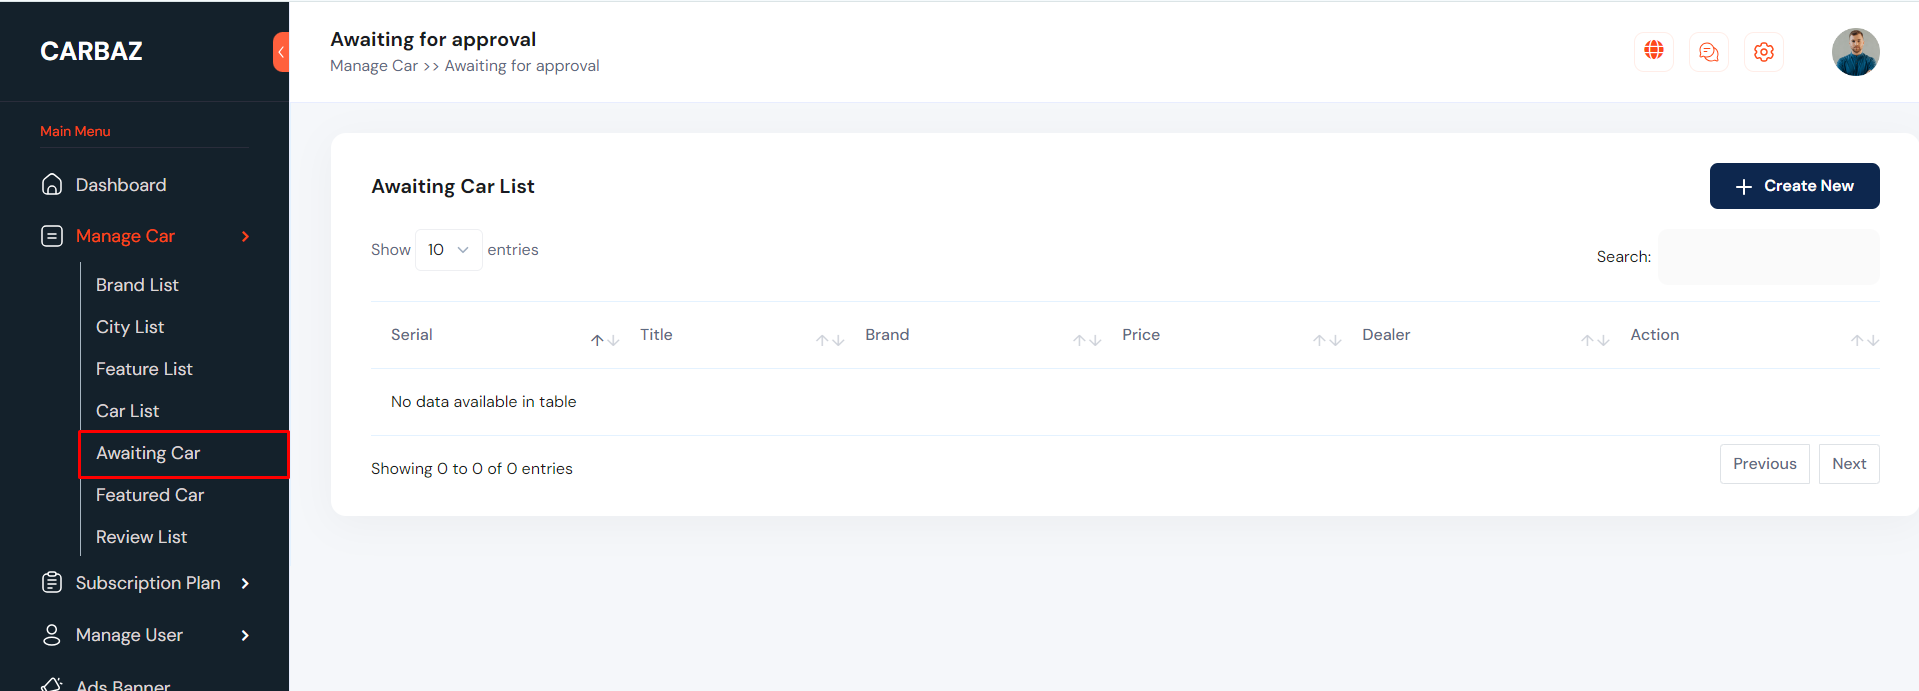 CARBAZ
Main Menu
Dashboard
Manage Car
Brand List
City List
Feature List
Car List
Awaiting Car
Featured Car
Review List
Subscription Plan
Manage User
Ads Banner
Awaiting for approval
Manage Car >> Awaiting for approval
Awaiting Car List
Create New
Show 10 entries
Search:
Serial Title Brand Price Dealer Action
No data available in table
Showing 0 to 0 of 0 entries
Previous Next